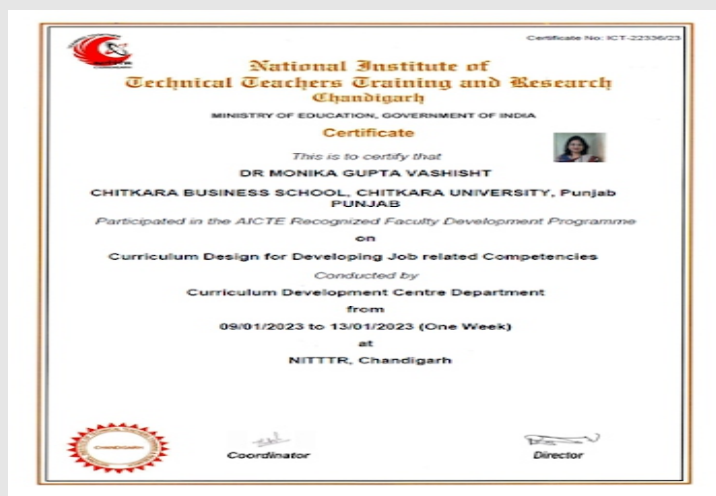 Certificate No: ICT-22336/23
National Institute of
Technical Teachers Training and Research
Chandigarh
MINISTRY OF EDUCATION, GOVERNMENT OF INDIA
Certificate
This is to certify that
DR MONIKA GUPTA VASHISHT
CHITKARA BUSINESS SCHOOL, CHITKARA UNIVERSITY, Punjab
PUNJAB
Participated in the AICTE Recognized Faculty Development Programme
on
Curriculum Design for Developing Job related Competencies
Conducted by
Curriculum Development Centre Department
from
09/01/2023 to 13/01/2023 (One Week)
at
NITTTR, Chandigarh
CHANDIGARH
Coordinator
Director